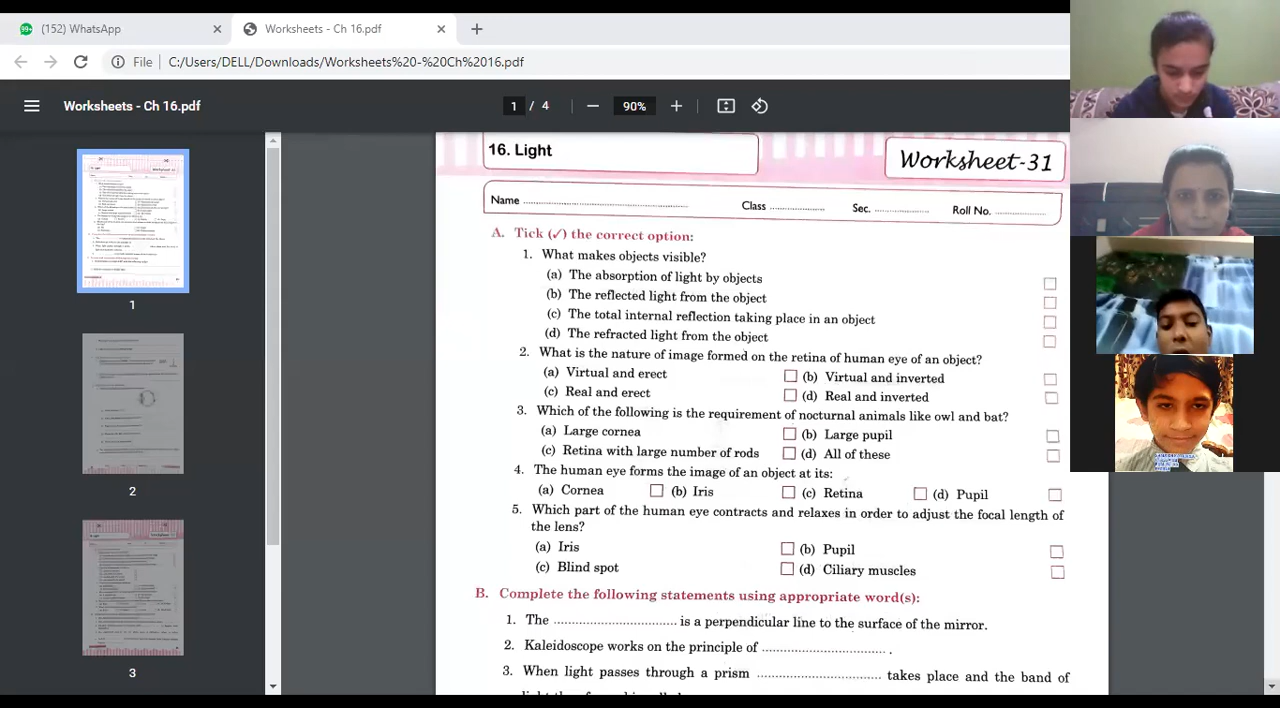 99+ (152) WhatsApp
Worksheets - Ch 16.pdf
File C:/Users/DELL/Downloads/Worksheets%20-%20Ch%2016.pdf
Worksheets - Ch 16.pdf
1 / 4
90%
1
2
3
16. Light
Worksheet-31
Name ........ Class ........ Sec. ........ Roll No. ........
A. Tick (✓) the correct option:
1. What makes objects visible?
(a) The absorption of light by objects
(b) The reflected light from the object
(c) The total internal reflection taking place in an object
(d) The refracted light from the object
2. What is the nature of image formed on the retina of human eye of an object?
(a) Virtual and erect (b) Virtual and inverted
(c) Real and erect (d) Real and inverted
3. Which of the following is the requirement of nocturnal animals like owl and bat?
(a) Large cornea (b) Large pupil
(c) Retina with large number of rods (d) All of these
4. The human eye forms the image of an object at its:
(a) Cornea (b) Iris (c) Retina (d) Pupil
5. Which part of the human eye contracts and relaxes in order to adjust the focal length of
the lens?
(a) Iris (b) Pupil
(c) Blind spot (d) Ciliary muscles
B. Complete the following statements using appropriate word(s):
1. The ........ is a perpendicular line to the surface of the mirror.
2. Kaleidoscope works on the principle of ........ .
3. When light passes through a prism ........ takes place and the band of